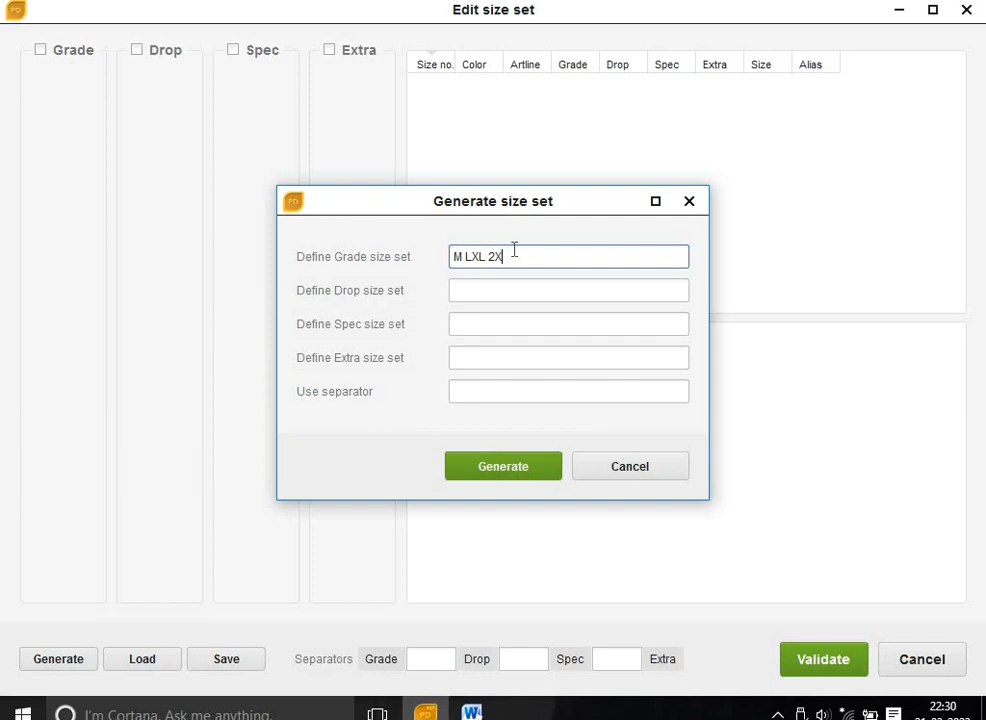 PD Edit size set
Grade Drop Spec Extra
Size no. Color Artline Grade Drop Spec Extra Size Alias
PD Generate size set
Define Grade size set M LXL 2X
Define Drop size set
Define Spec size set
Define Extra size set
Use separator
Generate Cancel
Generate Load Save Separators Grade Drop Spec Extra Validate Cancel
I'm Cortana. Ask me anything. PD W 22:30